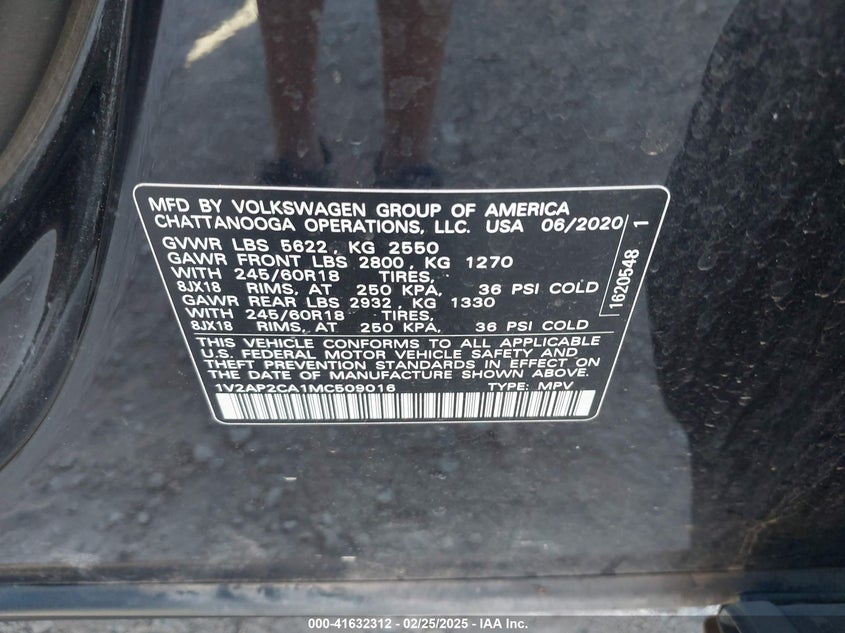 MFD BY VOLKSWAGEN GROUP OF AMERICA
CHATTANOOGA OPERATIONS, LLC. USA 06/2020
GVWR LBS 5622, KG 2550
GAWR FRONT LBS 2800, KG 1270
WITH 245/60R18 TIRES,
8JX18 RIMS, AT 250 KPA, 36 PSI COLD
GAWR REAR LBS 2932, KG 1330
WITH 245/60R18 TIRES,
8JX18 RIMS, AT 250 KPA, 36 PSI COLD
1620548 1
THIS VEHICLE CONFORMS TO ALL APPLICABLE
U.S. FEDERAL MOTOR VEHICLE SAFETY AND
THEFT PREVENTION STANDARDS IN EFFECT ON
THE DATE OF MANUFACTURE SHOWN ABOVE.
1V2AP2CA1MC509016 TYPE: MPV
000-41632312 - 02/25/2025 - IAA Inc.